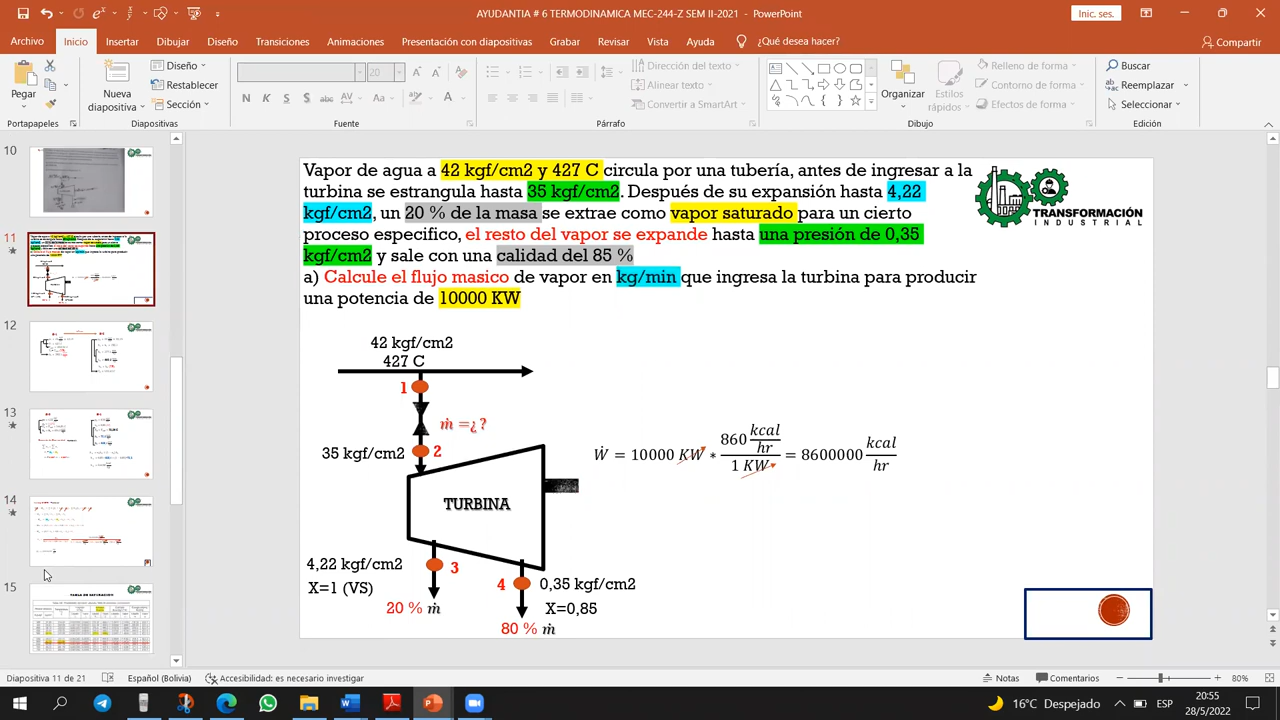 AYUDANTIA # 6 TERMODINAMICA MEC-244-Z SEM II-2021 - PowerPoint
Inic. ses.
Archivo Inicio Insertar Dibujar Diseño Transiciones Animaciones Presentación con diapositivas Grabar Revisar Vista Ayuda ¿Qué desea hacer? Compartir
Pegar
Nueva diapositiva
Diseño
Restablecer
Sección
20
N K S abc AV Aa A
Dirección del texto
Alinear texto
Convertir a SmartArt
Organizar
Estilos rápidos
Relleno de forma
Contorno de forma
Efectos de forma
Buscar
Reemplazar
Seleccionar
Portapapeles Diapositivas Fuente Párrafo Dibujo Edición
10
11
12
13
14
15
TABLA DE SATURACION
Vapor de agua a 42 kgf/cm2 y 427 C circula por una tubería, antes de ingresar a la
turbina se estrangula hasta 35 kgf/cm2. Después de su expansión hasta 4,22
kgf/cm2, un 20 % de la masa se extrae como vapor saturado para un cierto
proceso especifico, el resto del vapor se expande hasta una presión de 0,35
kgf/cm2 y sale con una calidad del 85 %
a) Calcule el flujo masico de vapor en kg/min que ingresa la turbina para producir
una potencia de 10000 KW
TRANSFORMACIÓN
INDUSTRIAL
42 kgf/cm2
427 C
1
ṁ =¿?
35 kgf/cm2 2
TURBINA
Ẇ = 10000 KW * 860 kcal/hr / 1 KW = 8600000 kcal/hr
4,22 kgf/cm2 3
X=1 (VS)
20 % ṁ
4 0,35 kgf/cm2
X=0,85
80 % ṁ
Diapositiva 11 de 21 Español (Bolivia) Accesibilidad: es necesario investigar Notas Comentarios 80%
16°C Despejado ESP 20:55
28/5/2022